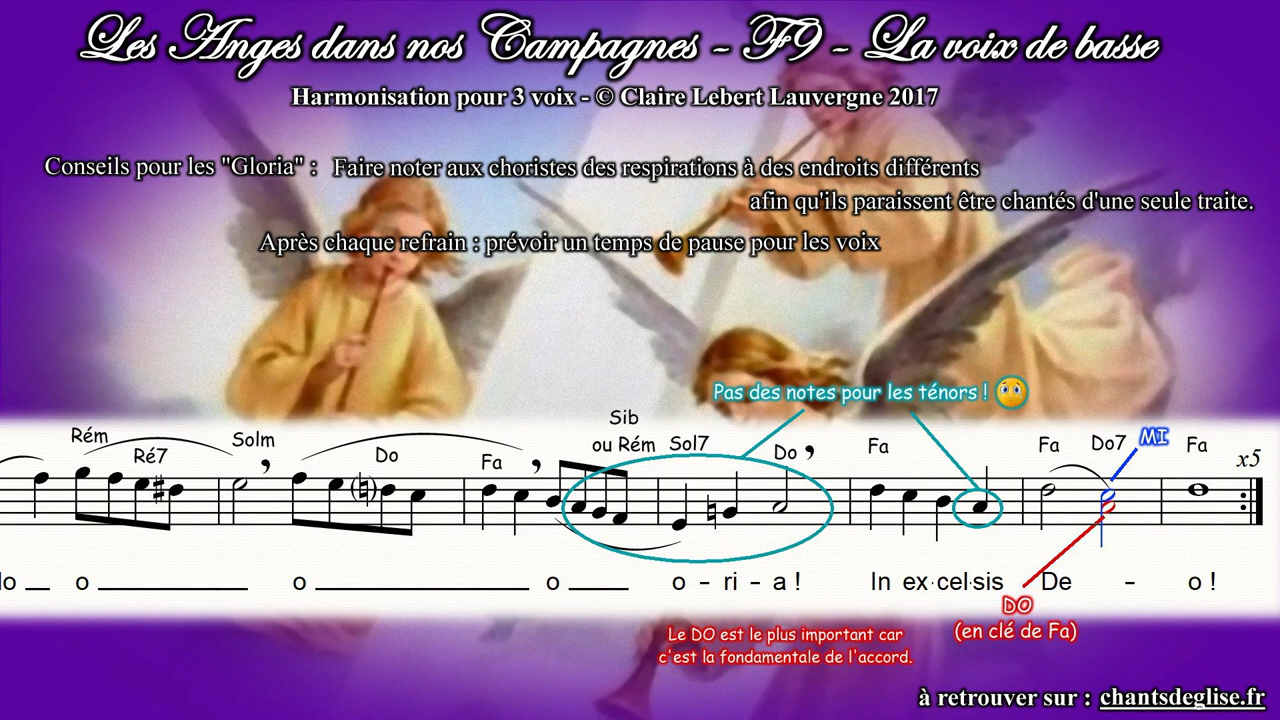 Les Anges dans nos Campagnes - F9 - La voix de basse
Harmonisation pour 3 voix - © Claire Lebert Lauvergne 2017
Conseils pour les "Gloria" : Faire noter aux choristes des respirations à des endroits différents
afin qu'ils paraissent être chantés d'une seule traite.
Après chaque refrain : prévoir un temps de pause pour les voix
Pas des notes pour les ténors !
Sib
Rém Ré7 Solm Do Fa ou Rém Sol7 Do Fa Fa Do7 MI Fa x5
lo o o o o - ri - a ! In ex-cel-sis De - o !
DO
(en clé de Fa)
Le DO est le plus important car
c'est la fondamentale de l'accord.
à retrouver sur : chantsdeglise.fr